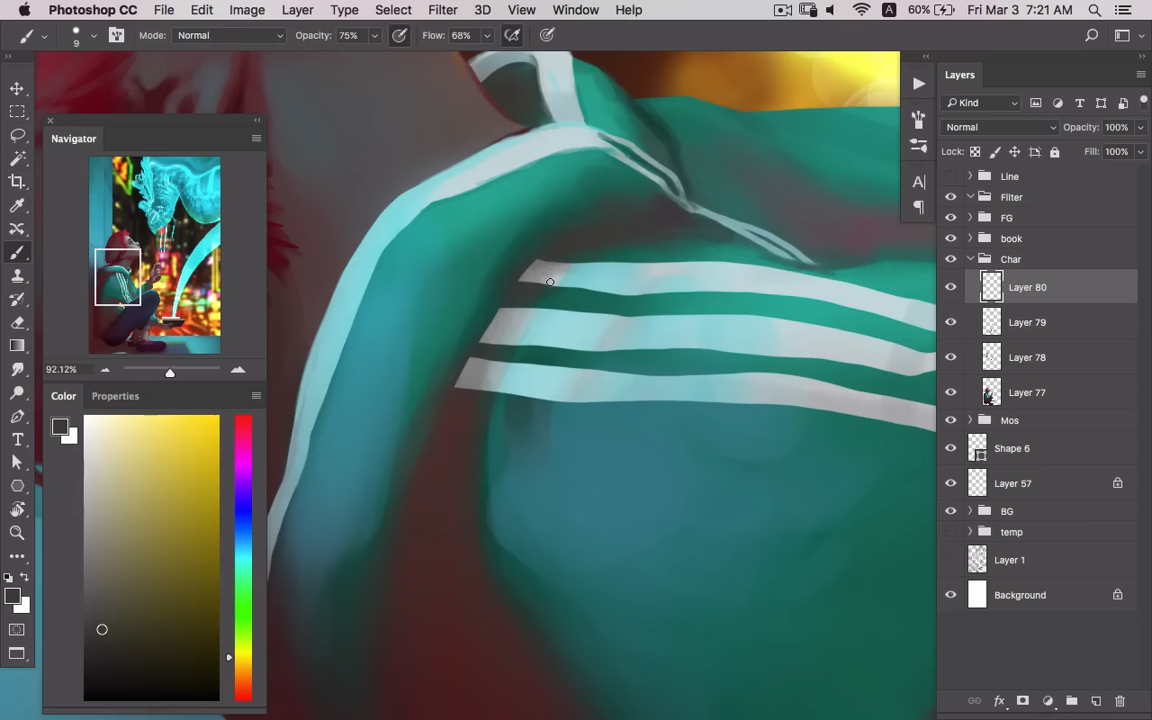 Photoshop CC File Edit Image Layer Type Select Filter 3D View Window Help A 60% Fri Mar 3 7:21 AM
9 Mode: Normal Opacity: 75% Flow: 68%
Layers
Kind
Normal Opacity: 100%
Lock: Fill: 100%
Line
Filter
FG
book
Char
Layer 80
Layer 79
Layer 78
Layer 77
Mos
Shape 6
Layer 57
BG
temp
Layer 1
Background
Navigator
92.12%
Color Properties